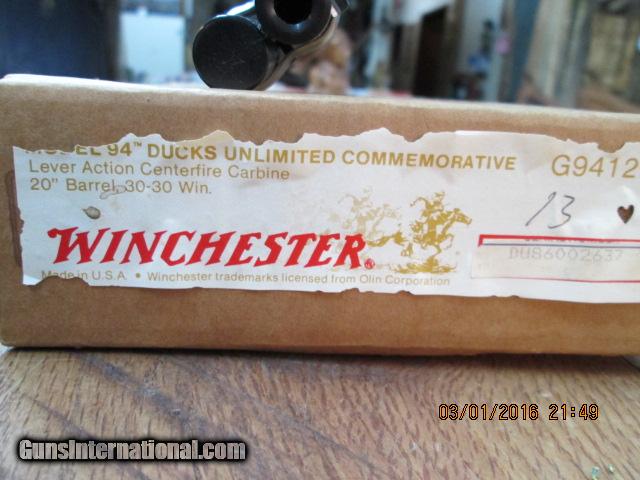 MODEL 94™ DUCKS UNLIMITED COMMEMORATIVE G9412
Lever Action Centerfire Carbine
20" Barrel, 30-30 Win.
13
WINCHESTER®
DU86002637
Made in U.S.A. • Winchester trademarks licensed from Olin Corporation
03/01/2016 21:49
GunsInternational.com